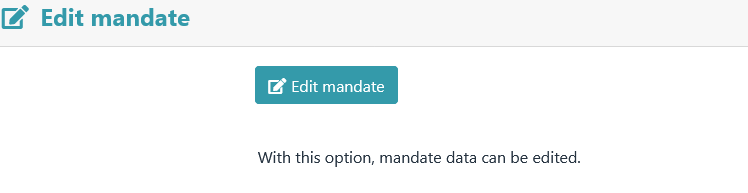 Edit mandate
Edit mandate
With this option, mandate data can be edited.